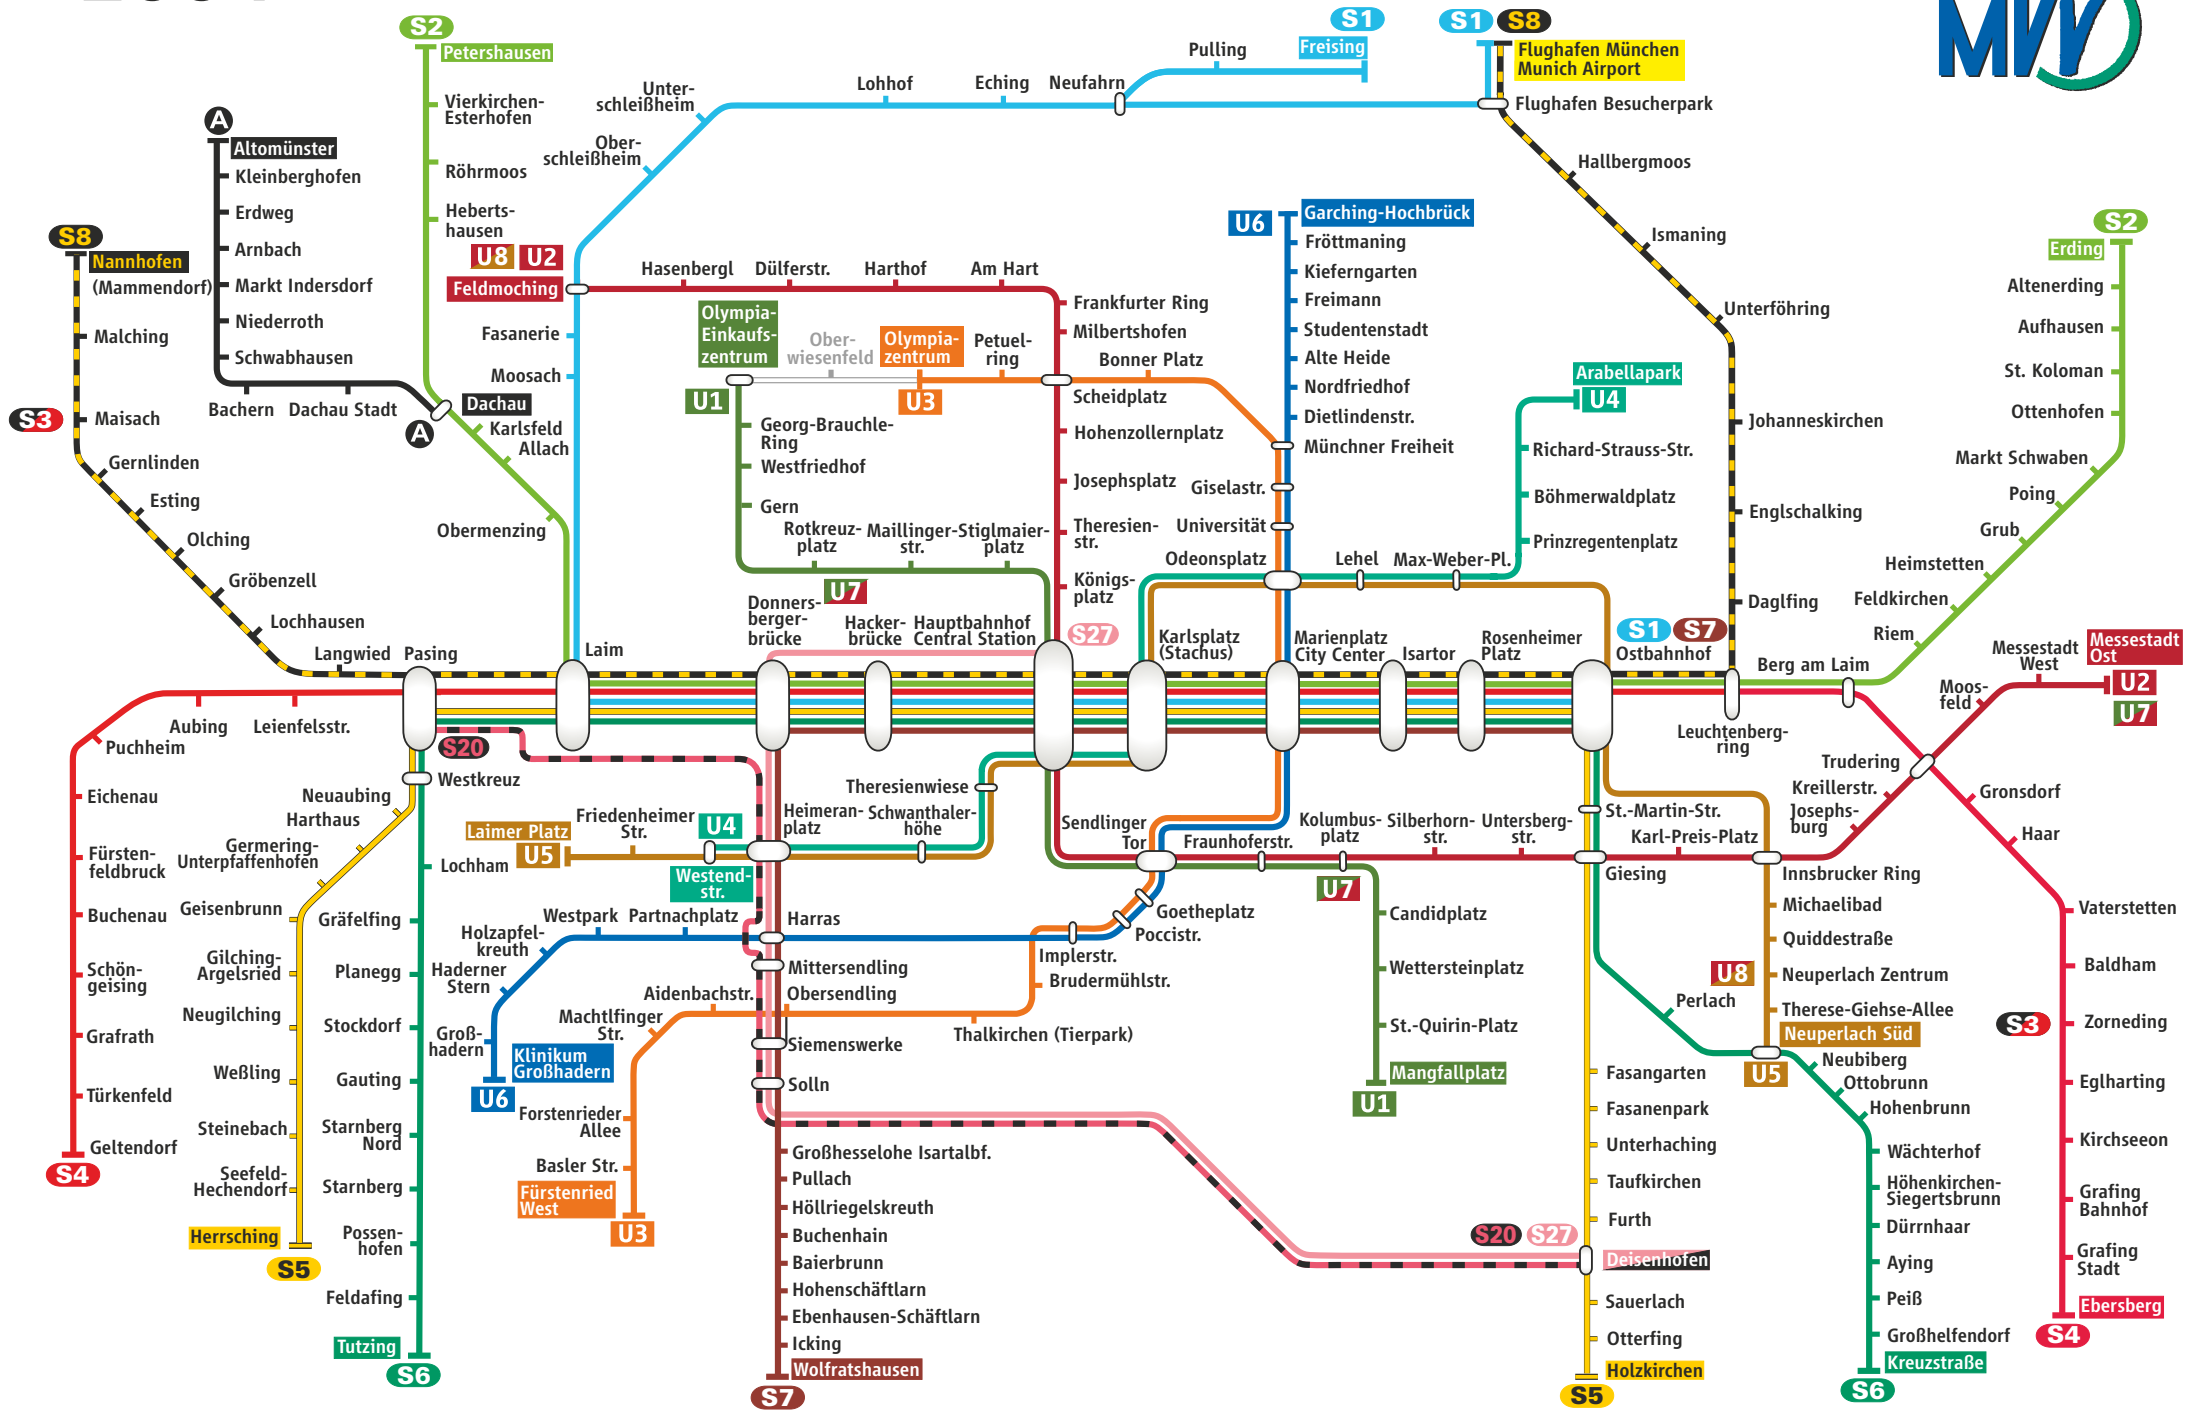 S2
Petershausen
Vierkirchen-
Esterhofen
Röhrmoos
Heberts-
hausen
A
Altomünster
Kleinberghofen
Erdweg
Arnbach
Markt Indersdorf
Niederroth
Schwabhausen
Bachern
Dachau Stadt
Dachau
A
Karlsfeld
Allach
Obermenzing
S8
Nannhofen
(Mammendorf)
Malching
S3
Maisach
Gernlinden
Esting
Olching
Gröbenzell
Lochhausen
Langwied
Pasing
Laim
S1
Freising
Pulling
Neufahrn
Eching
Lohhof
Unter-
schleißheim
Ober-
schleißheim
U8
U2
Feldmoching
Fasanerie
Moosach
S1
S8
Flughafen München
Munich Airport
MVV
Flughafen Besucherpark
Hallbergmoos
Ismaning
Unterföhring
Johanneskirchen
Englschalking
Daglfing
S2
Erding
Altenerding
Aufhausen
St. Koloman
Ottenhofen
Markt Schwaben
Poing
Grub
Heimstetten
Feldkirchen
Riem
Berg am Laim
Leuchtenberg-
ring
Hasenbergl
Dülferstr.
Harthof
Am Hart
Frankfurter Ring
Milbertshofen
Scheidplatz
Hohenzollernplatz
Josephsplatz
Theresien-
str.
Königs-
platz
Olympia-
Einkaufs-
zentrum
U1
Ober-
wiesenfeld
Olympia-
zentrum
U3
Petuel-
ring
Bonner Platz
Georg-Brauchle-
Ring
Westfriedhof
Gern
Rotkreuz-
platz
U7
Maillinger-
str.
Stiglmaier-
platz
U6
Garching-Hochbrück
Fröttmaning
Kieferngarten
Freimann
Studentenstadt
Alte Heide
Nordfriedhof
Dietlindenstr.
Münchner Freiheit
Giselastr.
Universität
Odeonsplatz
Lehel
Max-Weber-Pl.
Arabellapark
U4
Richard-Strauss-Str.
Böhmerwaldplatz
Prinzregentenplatz
Donners-
berger-
brücke
Hacker-
brücke
Hauptbahnhof
Central Station
S27
Karlsplatz
(Stachus)
Marienplatz
City Center
Isartor
Rosenheimer
Platz
S1
S7
Ostbahnhof
Messestadt
West
Messestadt
Ost
U2
U7
Moos-
feld
Trudering
Kreillerstr.
Josephs-
burg
Gronsdorf
Haar
Vaterstetten
Baldham
S3
Zorneding
Eglharting
Kirchseeon
Grafing
Bahnhof
Grafing
Stadt
Ebersberg
S4
Aubing
Leienfelsstr.
Puchheim
Eichenau
Fürsten-
feldbruck
Buchenau
Schön-
geising
Grafrath
Türkenfeld
Geltendorf
S4
S20
Westkreuz
Neuaubing
Harthaus
Germering-
Unterpfaffenhofen
Geisenbrunn
Gilching-
Argelsried
Neugilching
Weßling
Steinebach
Seefeld-
Hechendorf
Herrsching
S5
Lochham
Gräfelfing
Planegg
Stockdorf
Gauting
Starnberg
Nord
Starnberg
Possen-
hofen
Feldafing
Tutzing
S6
Laimer Platz
U5
Friedenheimer
Str.
U4
Westend-
str.
Heimeran-
platz
Schwanthaler-
höhe
Theresienwiese
Westpark
Partnachplatz
Holzapfel-
kreuth
Haderner
Stern
Groß-
hadern
Klinikum
Großhadern
U6
Harras
Mittersendling
Obersendling
Aidenbachstr.
Machtlfinger
Str.
Siemenswerke
Solln
Forstenrieder
Allee
Basler Str.
Fürstenried
West
U3
Thalkirchen (Tierpark)
Brudermühlstr.
Implerstr.
Poccistr.
Goetheplatz
Sendlinger
Tor
Fraunhoferstr.
Kolumbus-
platz
U7
Silberhorn-
str.
Untersberg-
str.
Candidplatz
Wettersteinplatz
St.-Quirin-Platz
Mangfallplatz
U1
St.-Martin-Str.
Karl-Preis-Platz
Giesing
Innsbrucker Ring
Michaelibad
Quiddestraße
U8
Neuperlach Zentrum
Therese-Giehse-Allee
Neuperlach Süd
U5
Perlach
Neubiberg
Ottobrunn
Hohenbrunn
Wächterhof
Höhenkirchen-
Siegertsbrunn
Dürrnhaar
Aying
Peiß
Großhelfendorf
Kreuzstraße
S6
Fasangarten
Fasanenpark
Unterhaching
Taufkirchen
Furth
S20
S27
Deisenhofen
Sauerlach
Otterfing
Holzkirchen
S5
Großhesselohe Isartalbf.
Pullach
Höllriegelskreuth
Buchenhain
Baierbrunn
Hohenschäftlarn
Ebenhausen-Schäftlarn
Icking
Wolfratshausen
S7